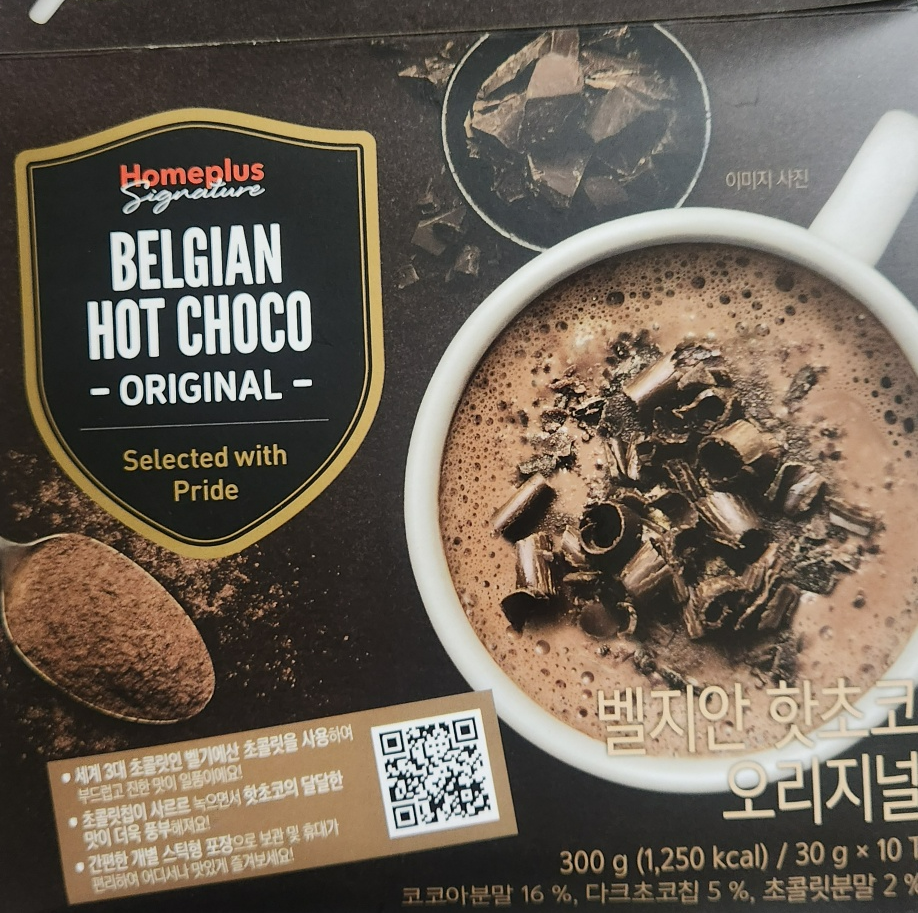 Homeplus
Signature
BELGIAN
HOT CHOCO
- ORIGINAL -
Selected with
Pride
이미지 사진
벨지안 핫초코
오리지널
• 세계 3대 초콜릿인 벨기에산 초콜릿을 사용하여
부드럽고 진한 맛이 일품이에요!
• 초콜릿칩이 사르르 녹으면서 핫초코의 달달한
맛이 더욱 풍부해져요!
• 간편한 개별 스틱형 포장으로 보관 및 휴대가
편리하여 어디서나 맛있게 즐겨보세요!
300 g (1,250 kcal) / 30 g × 10 T
코코아분말 16 %, 다크초코칩 5 %, 초콜릿분말 2 %